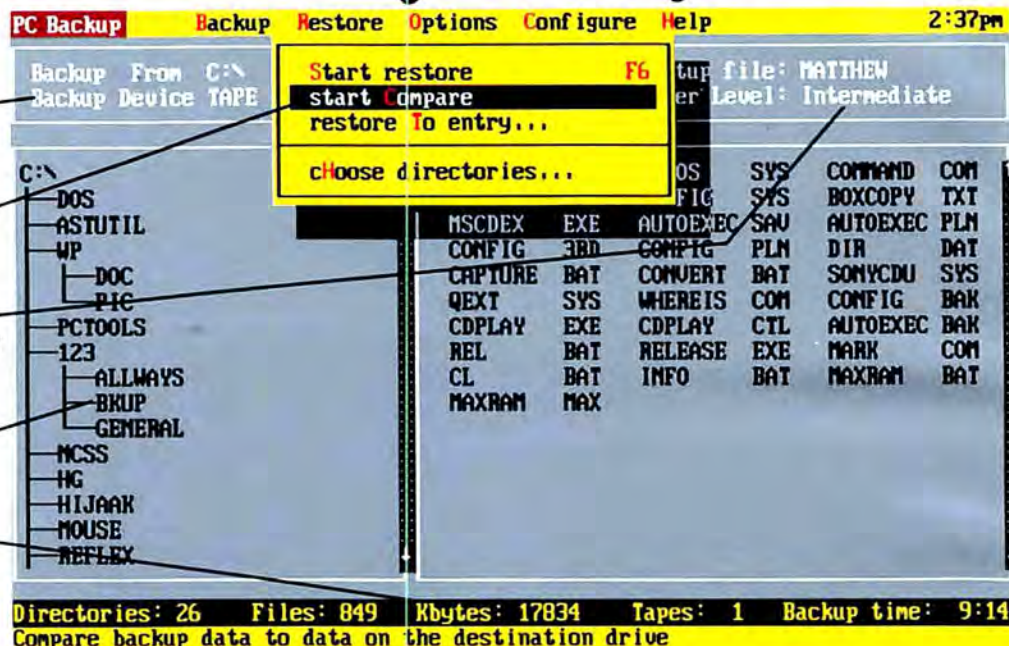 PC Backup Backup Restore Options Configure Help 2:37pm
Backup From C:\
Backup Device TAPE
Start restore F6
start Compare
restore To entry...
cHoose directories...
tup file: MATTHEW
er Level: Intermediate
C:\
DOS
ASTUTIL
WP
DOC
PIC
PCTOOLS
123
ALLWAYS
BKUP
GENERAL
MCSS
HG
HIJAAK
MOUSE
REFLEX
OS SYS COMMAND COM
FIG SYS BOXCOPY TXT
MSCDEX EXE AUTOEXEC SAV AUTOEXEC PLN
CONFIG 3RD CONFIG PLN DIR DAT
CAPTURE BAT CONVERT BAT SONYCDU SYS
QEXT SYS WHEREIS COM CONFIG BAK
CDPLAY EXE CDPLAY CTL AUTOEXEC BAK
REL BAT RELEASE EXE MARK COM
CL BAT INFO BAT MAXRAM BAT
MAXRAM MAX
Directories: 26 Files: 849 Kbytes: 17834 Tapes: 1 Backup time: 9:14
Compare backup data to data on the destination drive